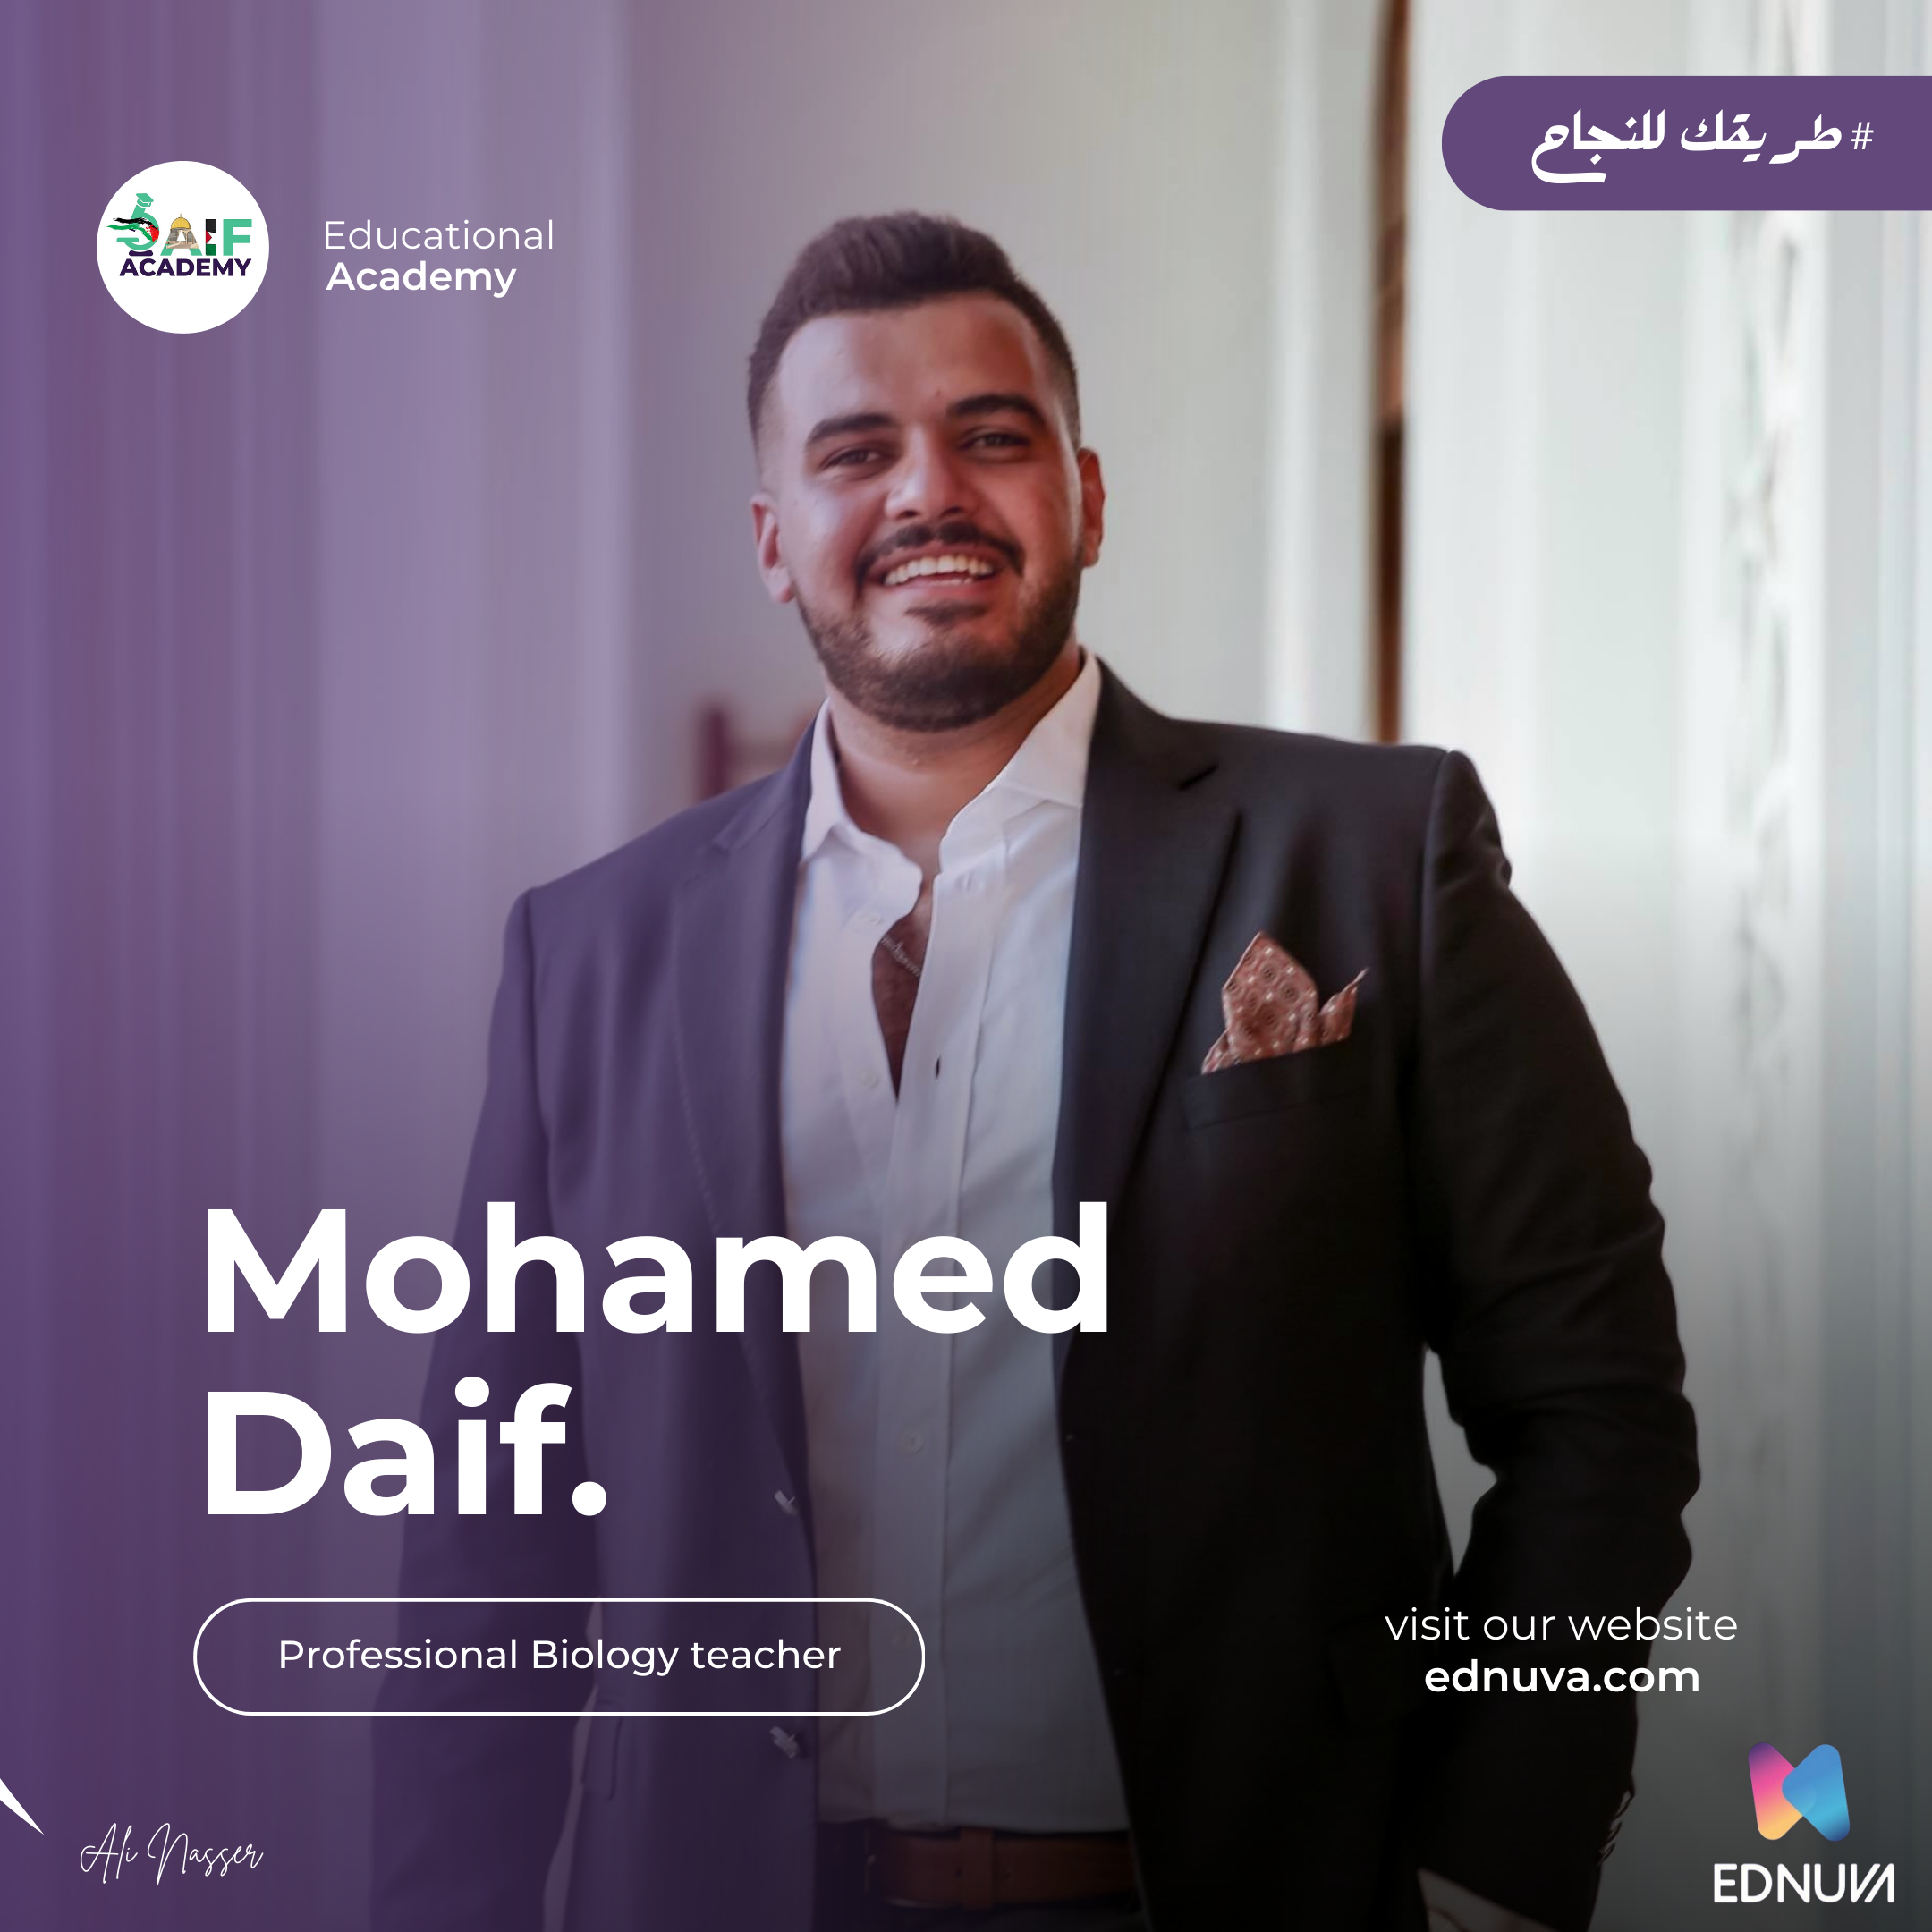 #طريقك للنجاح
DAIF
ACADEMY
Educational
Academy
Mohamed
Daif.
Professional Biology teacher
visit our website
ednuva.com
Ali Nasser
EDNUVA